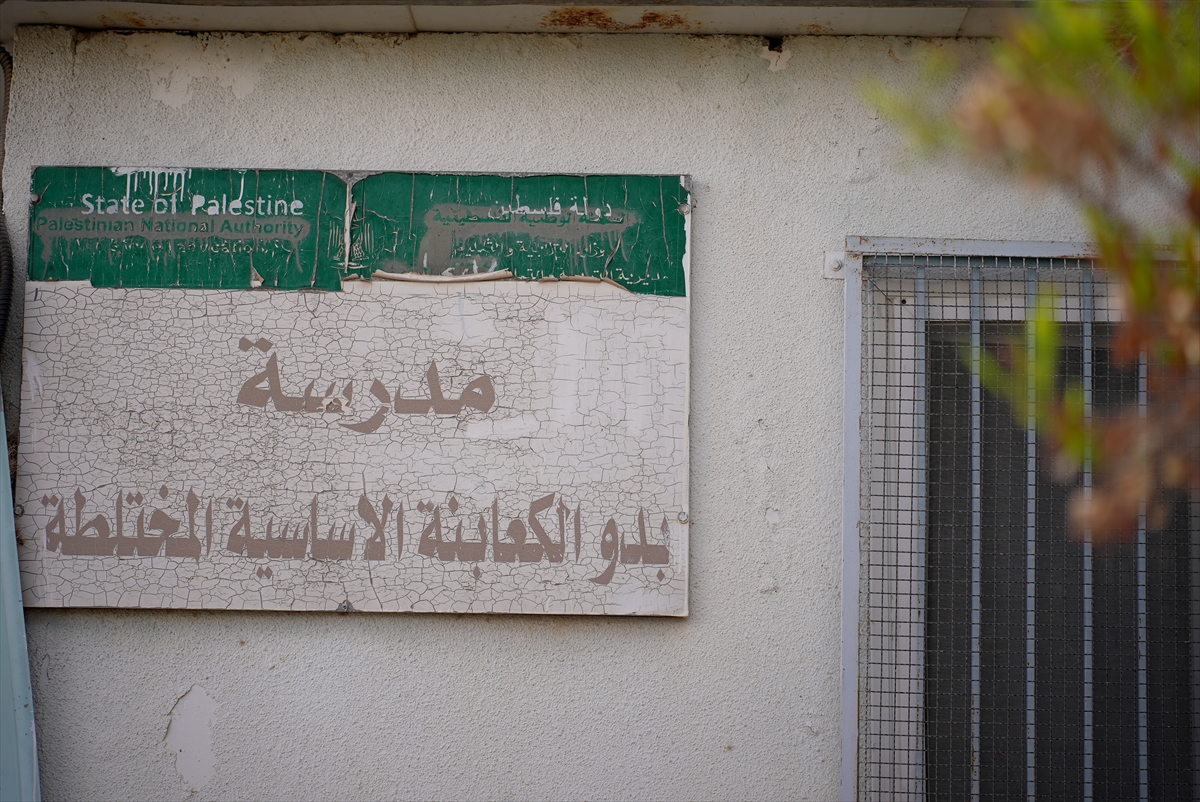 State of Palestine
Palestinian National Authority
دولة فلسطين
مدرسة
بدو الكعابنة الاساسية المختلطة